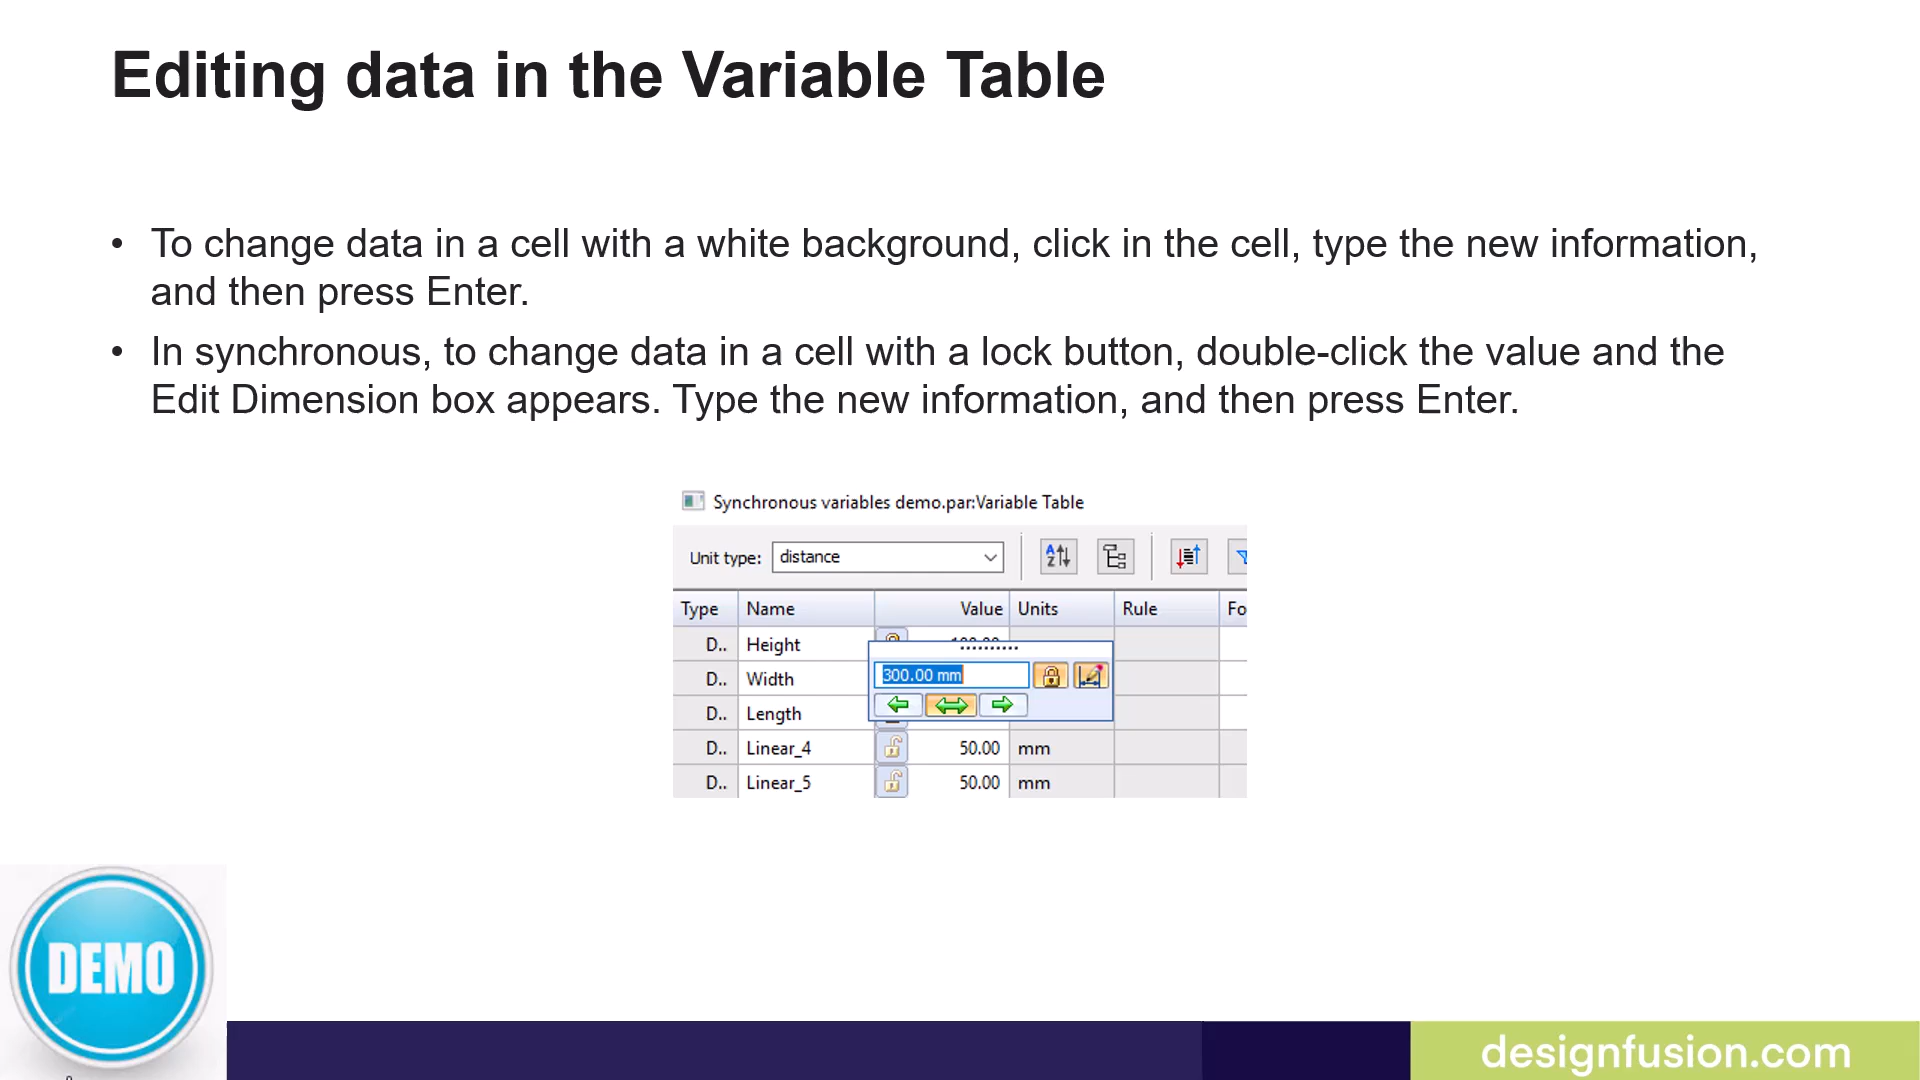 Editing data in the Variable Table
• To change data in a cell with a white background, click in the cell, type the new information,
and then press Enter.
• In synchronous, to change data in a cell with a lock button, double-click the value and the
Edit Dimension box appears. Type the new information, and then press Enter.
Synchronous variables demo.par:Variable Table
Unit type: distance
Type Name Value Units Rule Fo
D.. Height
300.00 mm
D.. Width
D.. Length
D.. Linear_4 50.00 mm
D.. Linear_5 50.00 mm
DEMO
designfusion.com